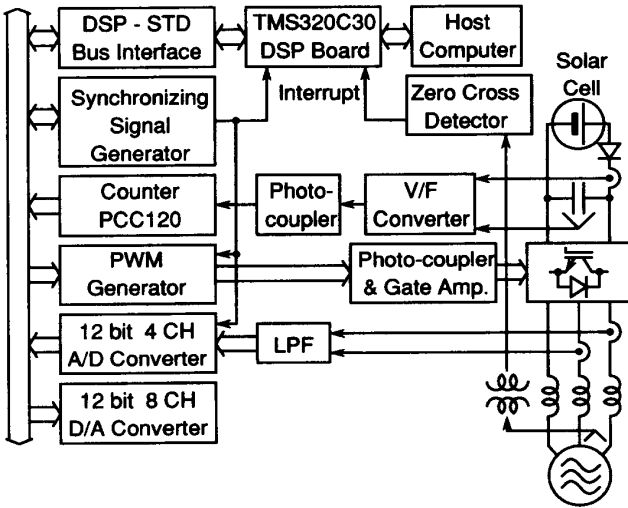 DSP - STD
Bus Interface
TMS320C30
DSP Board
Host
Computer
Solar
Cell
Interrupt
Synchronizing
Signal
Generator
Zero Cross
Detector
Counter
PCC120
Photo-
coupler
V/F
Converter
PWM
Generator
Photo-coupler
& Gate Amp.
12 bit 4 CH
A/D Converter
LPF
12 bit 8 CH
D/A Converter